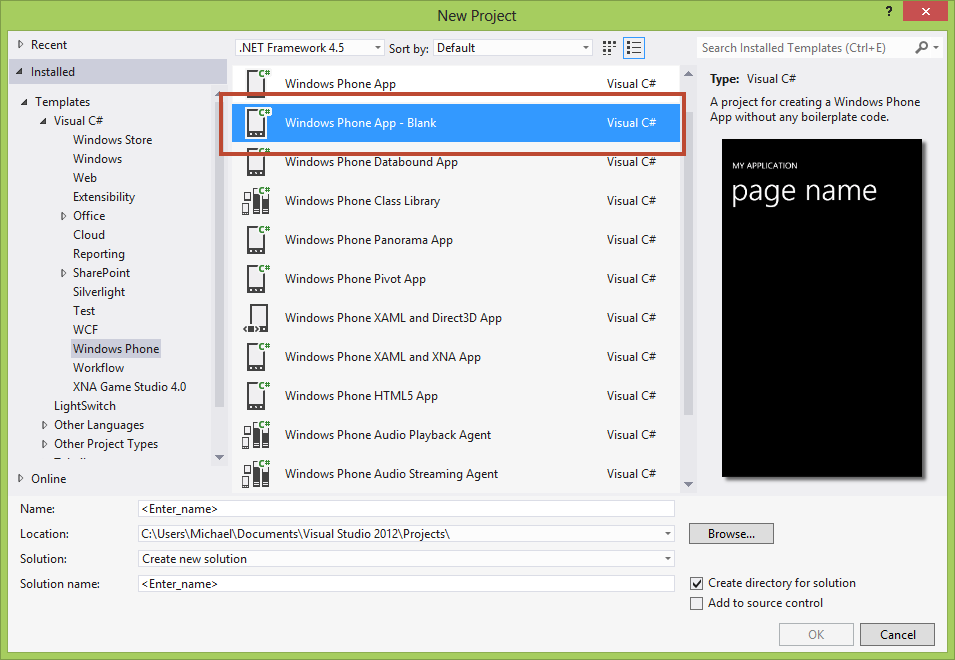 New Project
?
Recent
Installed
Templates
Visual C#
Windows Store
Windows
Web
Extensibility
Office
Cloud
Reporting
SharePoint
Silverlight
Test
WCF
Windows Phone
Workflow
XNA Game Studio 4.0
LightSwitch
Other Languages
Other Project Types
Online
.NET Framework 4.5 Sort by: Default
Windows Phone App Visual C#
Windows Phone App - Blank Visual C#
Windows Phone Databound App Visual C#
Windows Phone Class Library Visual C#
Windows Phone Panorama App Visual C#
Windows Phone Pivot App Visual C#
Windows Phone XAML and Direct3D App Visual C#
Windows Phone XAML and XNA App Visual C#
Windows Phone HTML5 App Visual C#
Windows Phone Audio Playback Agent Visual C#
Windows Phone Audio Streaming Agent Visual C#
Search Installed Templates (Ctrl+E)
Type: Visual C#
A project for creating a Windows Phone
App without any boilerplate code.
MY APPLICATION
page name
Name: <Enter_name>
Location: C:\Users\Michael\Documents\Visual Studio 2012\Projects\
Browse...
Solution: Create new solution
Solution name: <Enter_name>
Create directory for solution
Add to source control
OK Cancel